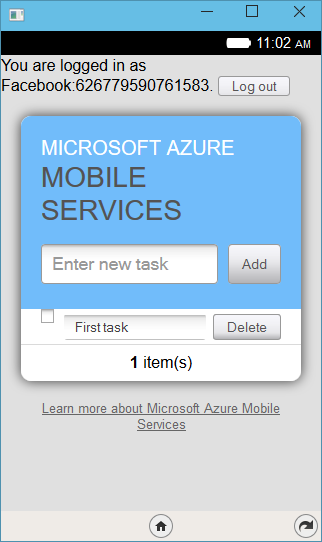 11:02 AM
You are logged in as
Facebook:626779590761583. Log out
MICROSOFT AZURE
MOBILE
SERVICES
Enter new task Add
First task Delete
1 item(s)
Learn more about Microsoft Azure Mobile
Services